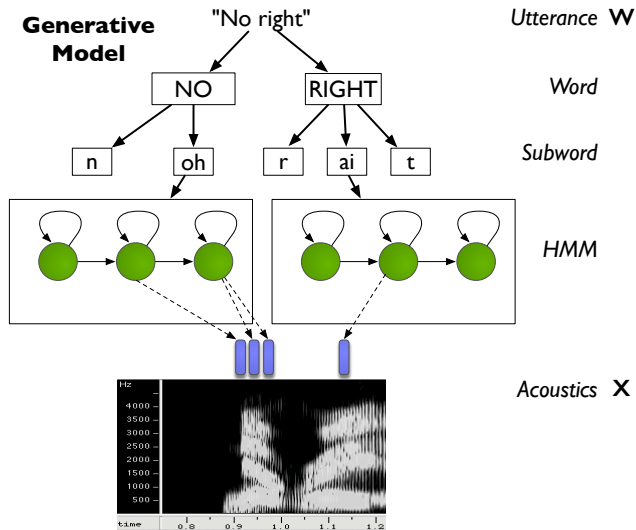 Generative
Model
"No right"
Utterance W
NO
RIGHT
Word
n
oh
r
ai
t
Subword
HMM
Acoustics X
Hz
4000
3500
3000
2500
2000
1500
1000
500
time 0.8 0.9 1.0 1.1 1.2